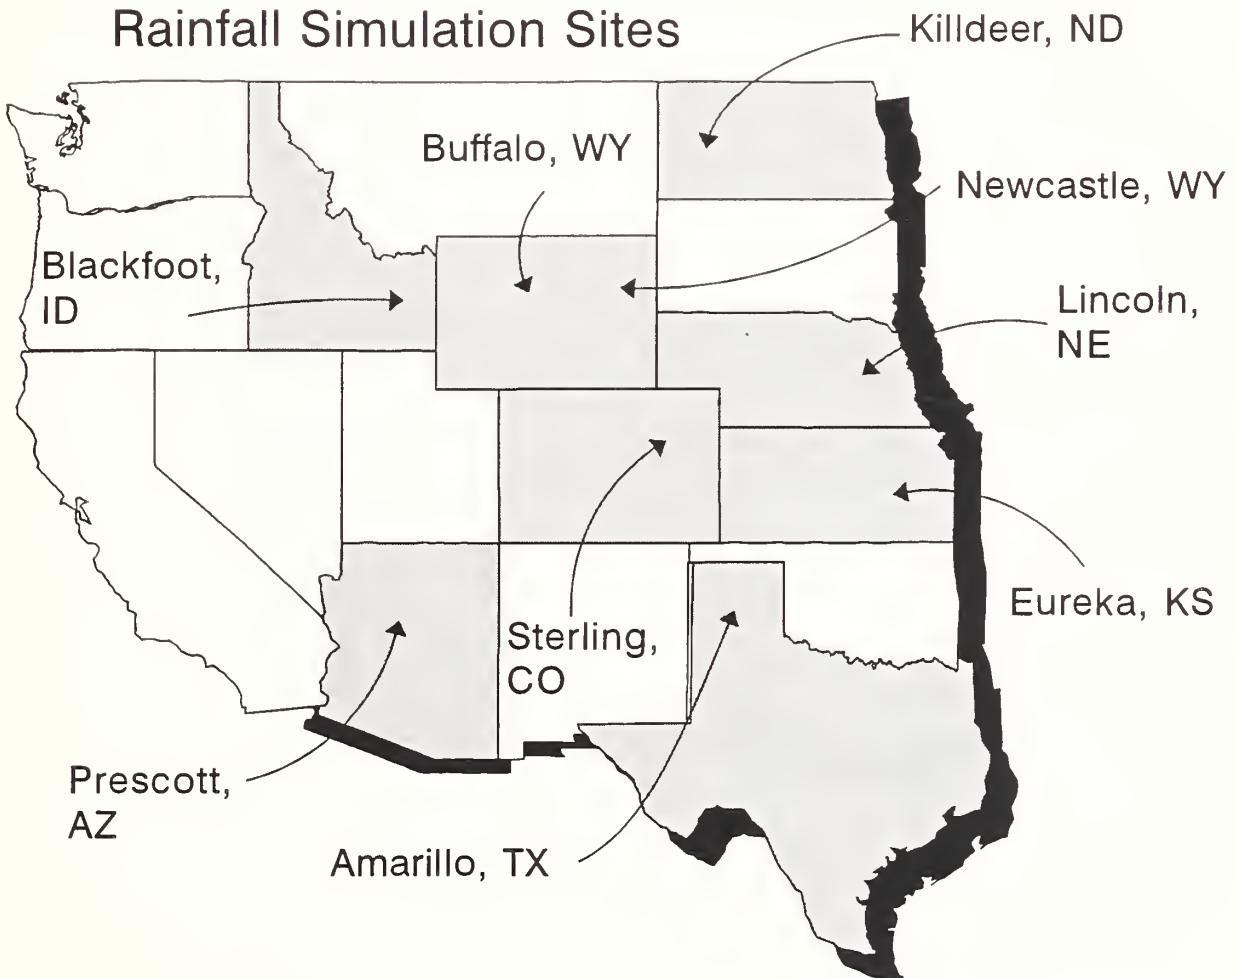 Rainfall Simulation Sites
Killdeer, ND
Buffalo, WY
Newcastle, WY
Blackfoot,
ID
Lincoln,
NE
Eureka, KS
Sterling,
CO
Prescott,
AZ
Amarillo, TX